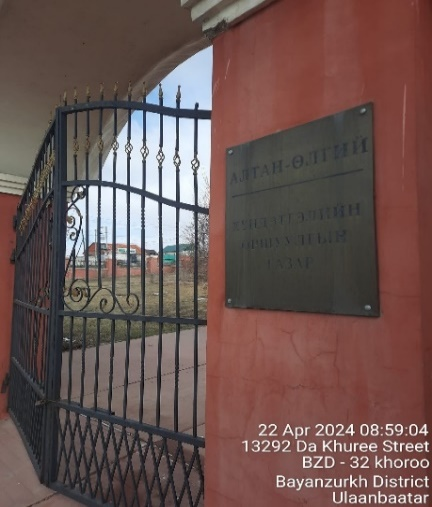 АЛТАН-ӨЛГИЙ
ХҮНДЭТГЭЛИЙН
ОРШУУЛГЫН
ГАЗАР
22 Apr 2024 08:59:04
13292 Da Khuree Street
BZD - 32 khoroo
Bayanzurkh District
Ulaanbaatar